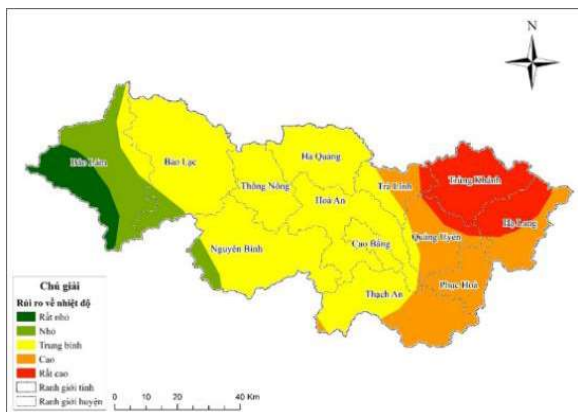 N
Bảo Lâm
Bảo Lạc
Hà Quảng
Thông Nông
Trà Lĩnh
Trùng Khánh
Hoà An
Hạ Lang
Quảng Uyên
Cao Bằng
Nguyên Bình
Phục Hoà
Thạch An
Chú giải
Rủi ro về nhiệt độ
Rất nhỏ
Nhỏ
Trung bình
Cao
Rất cao
Ranh giới tỉnh
Ranh giới huyện
0 10 20 40 Km